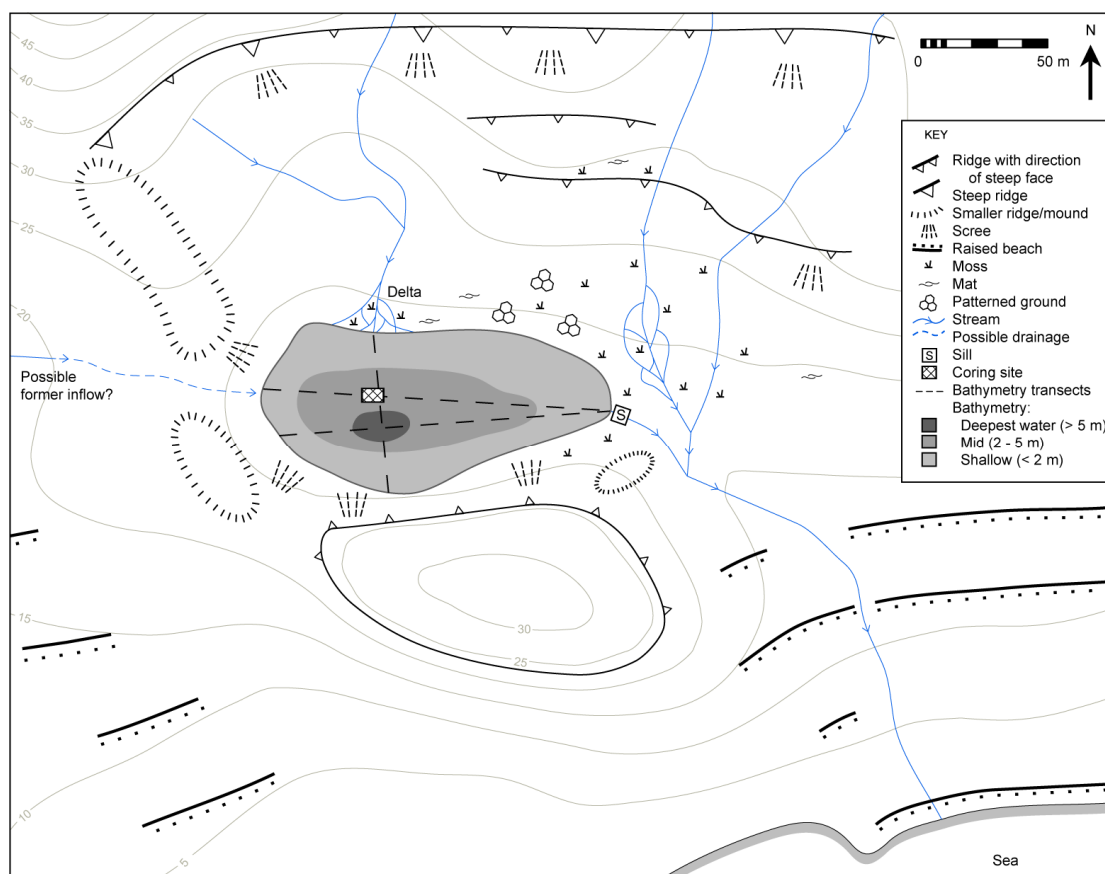 45
40
35
30
25
20
15
10
5
30
25
N
0
50 m
Delta
Possible
former inflow?
S
Sea
KEY
Ridge with direction
of steep face
Steep ridge
Smaller ridge/mound
Scree
Raised beach
Moss
Mat
Patterned ground
Stream
Possible drainage
S
Sill
Coring site
Bathymetry transects
Bathymetry:
Deepest water (> 5 m)
Mid (2 - 5 m)
Shallow (< 2 m)